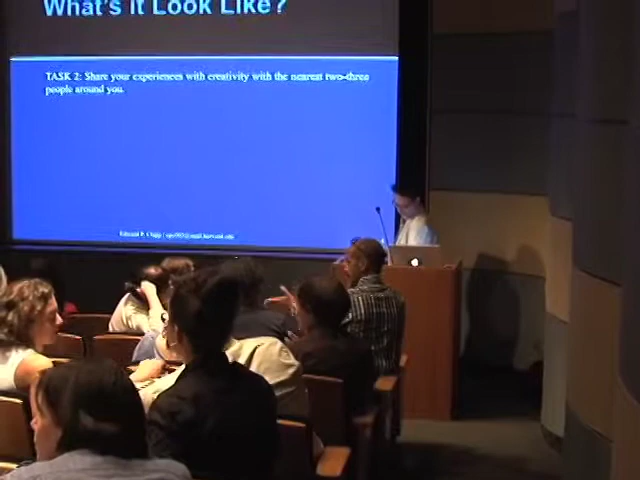 What's It Look Like?
TASK 2: Share your experiences with creativity with the nearest two-three
people around you.